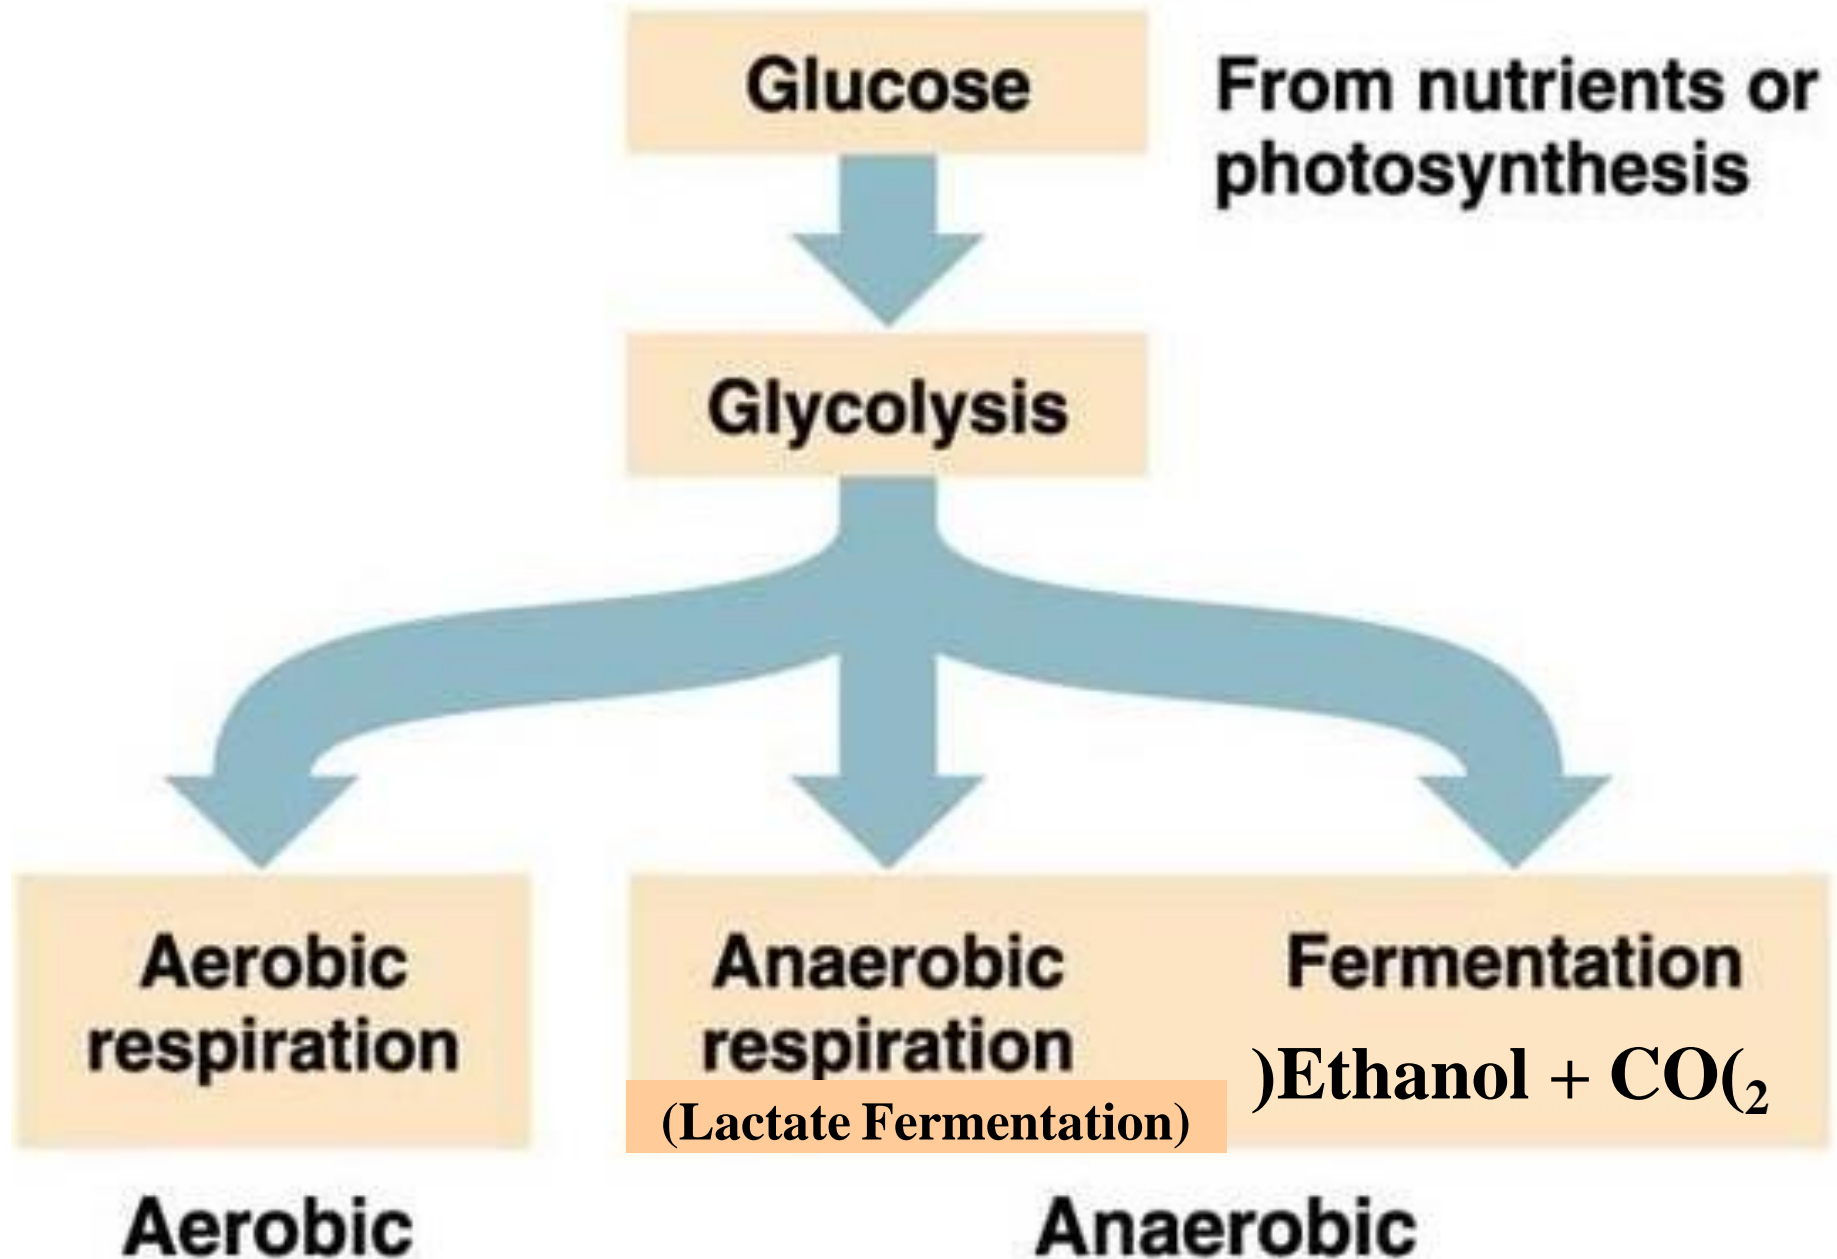 Glucose
From nutrients or
photosynthesis
Glycolysis
Aerobic
respiration
Anaerobic
respiration
(Lactate Fermentation)
Fermentation
)Ethanol + CO(₂
Aerobic
Anaerobic